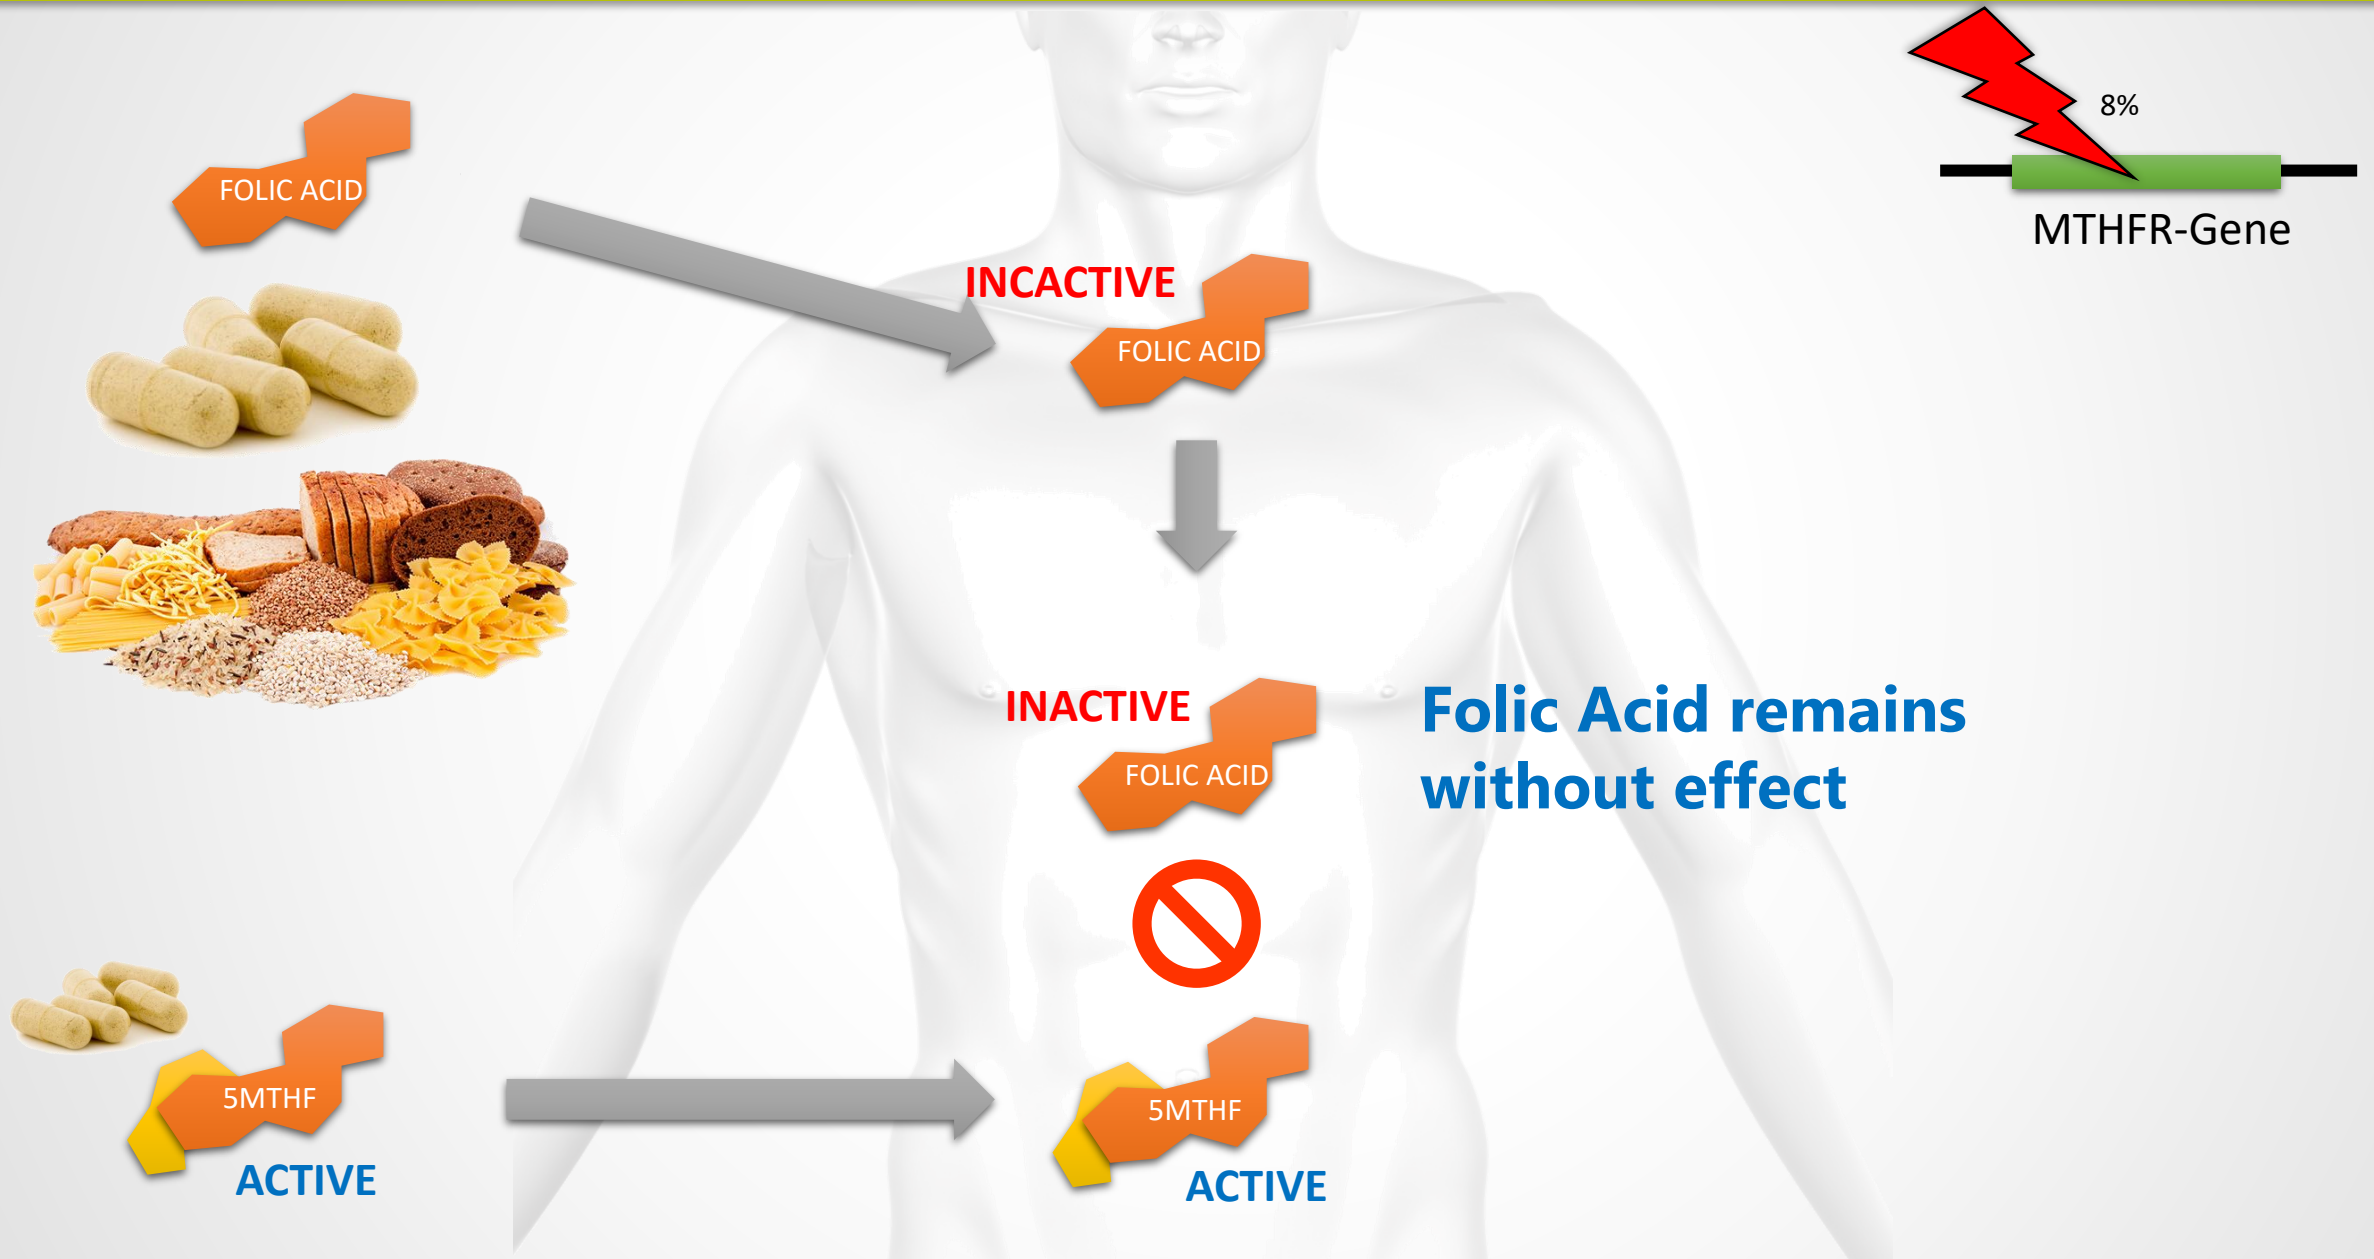 8%
MTHFR-Gene
FOLIC ACID
INCACTIVE
FOLIC ACID
INACTIVE
FOLIC ACID
Folic Acid remains
without effect
5MTHF
ACTIVE
5MTHF
ACTIVE